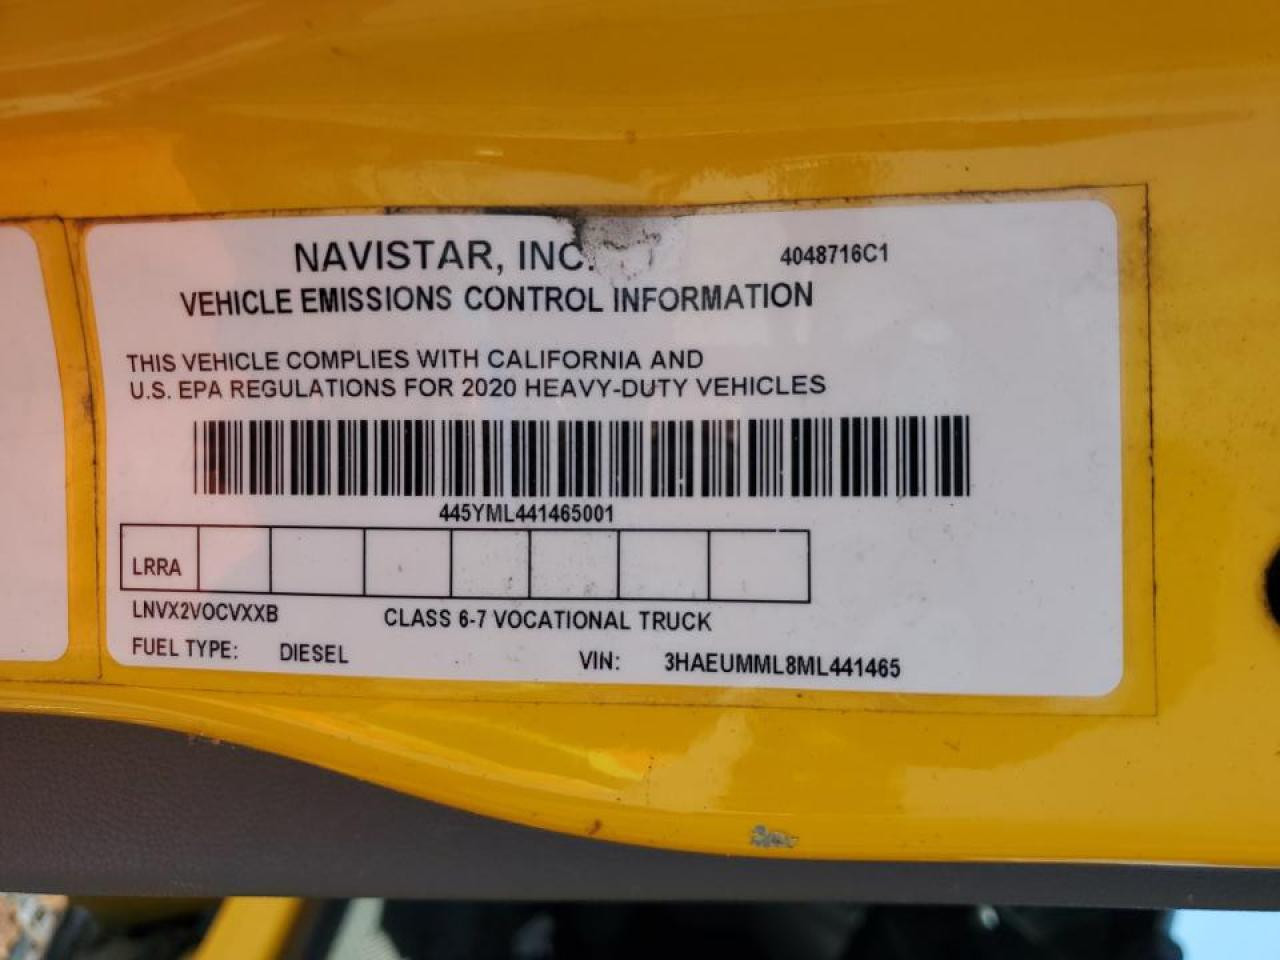 NAVISTAR, INC.
4048716C1
VEHICLE EMISSIONS CONTROL INFORMATION
THIS VEHICLE COMPLIES WITH CALIFORNIA AND
U.S. EPA REGULATIONS FOR 2020 HEAVY-DUTY VEHICLES
445YML441465001
LRRA
LNVX2VOCVXXB CLASS 6-7 VOCATIONAL TRUCK
FUEL TYPE: DIESEL VIN: 3HAEUMML8ML441465